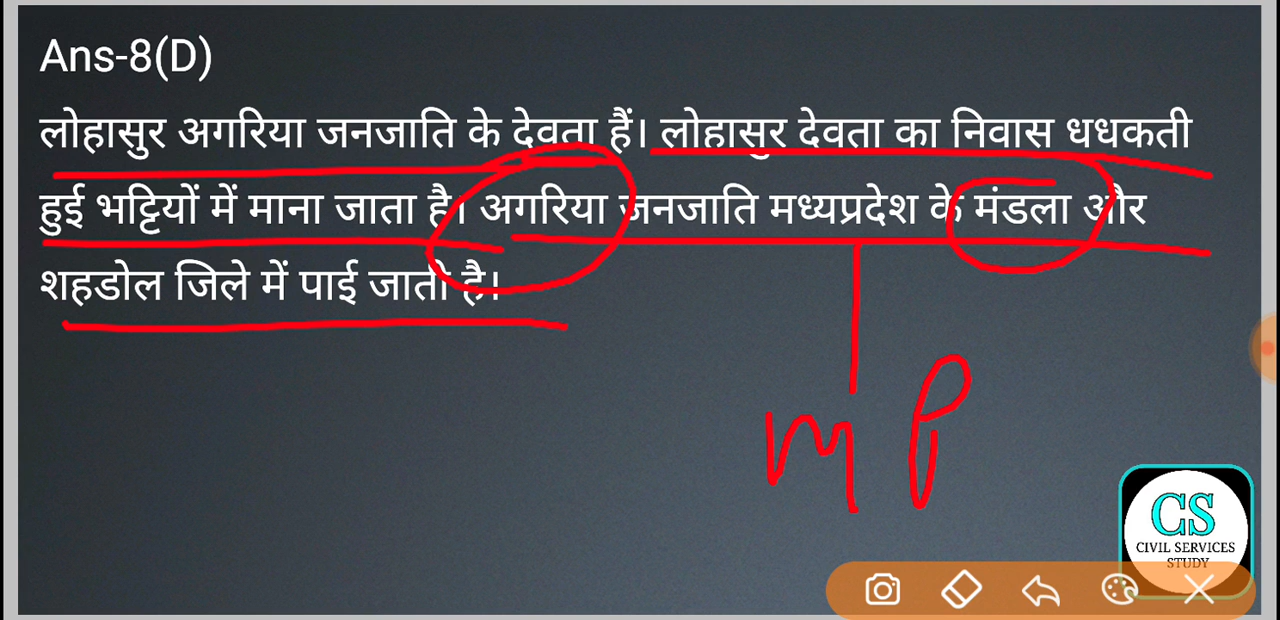 Ans-8(D)
लोहासुर अगरिया जनजाति के देवता हैं। लोहासुर देवता का निवास धधकती
हुई भट्टियों में माना जाता है। अगरिया जनजाति मध्यप्रदेश के मंडला और
शहडोल जिले में पाई जाती है।
MP
CS
CIVIL SERVICES
STUDY